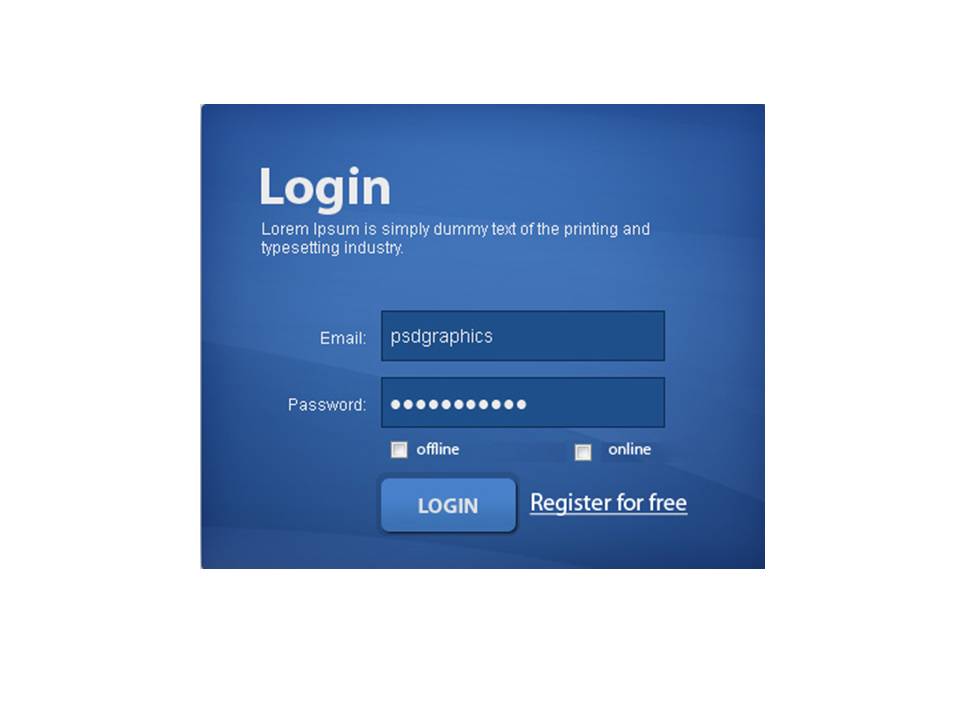 Login
Lorem Ipsum is simply dummy text of the printing and
typesetting industry.
Email: psdgraphics
Password: ●●●●●●●●●●●
offline online
LOGIN Register for free